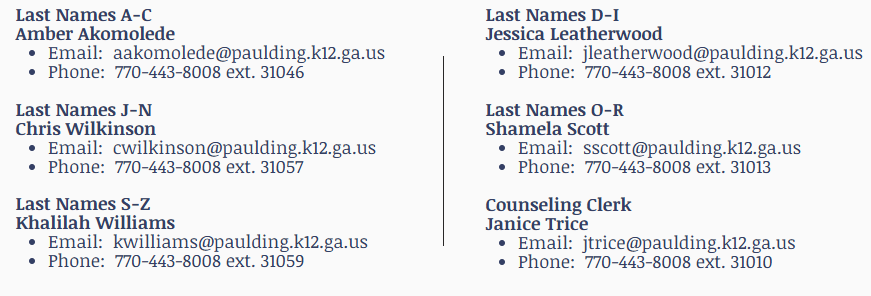 Last Names A-C
Amber Akomolede
• Email: aakomolede@paulding.k12.ga.us
• Phone: 770-443-8008 ext. 31046
Last Names J-N
Chris Wilkinson
• Email: cwilkinson@paulding.k12.ga.us
• Phone: 770-443-8008 ext. 31057
Last Names S-Z
Khalilah Williams
• Email: kwilliams@paulding.k12.ga.us
• Phone: 770-443-8008 ext. 31059
Last Names D-I
Jessica Leatherwood
• Email: jleatherwood@paulding.k12.ga.us
• Phone: 770-443-8008 ext. 31012
Last Names O-R
Shamela Scott
• Email: sscott@paulding.k12.ga.us
• Phone: 770-443-8008 ext. 31013
Counseling Clerk
Janice Trice
• Email: jtrice@paulding.k12.ga.us
• Phone: 770-443-8008 ext. 31010